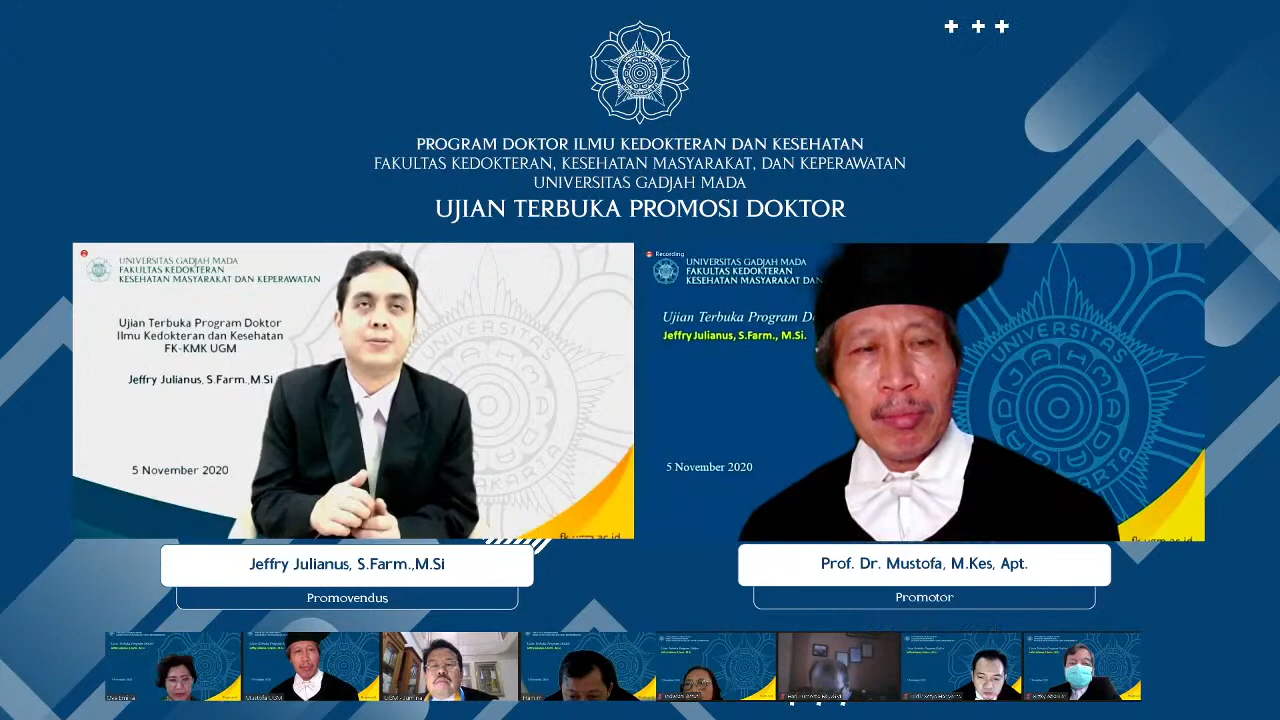 PROGRAM DOKTOR ILMU KEDOKTERAN DAN KESEHATAN
FAKULTAS KEDOKTERAN, KESEHATAN MASYARAKAT, DAN KEPERAWATAN
UNIVERSITAS GADJAH MADA
UJIAN TERBUKA PROMOSI DOKTOR
UNIVERSITAS GADJAH MADA
FAKULTAS KEDOKTERAN
KESEHATAN MASYARAKAT DAN KEPERAWATAN
Ujian Terbuka Program Doktor
Ilmu Kedokteran dan Kesehatan
FK-KMK UGM
Jeffry Julianus, S.Farm.,M.Si
5 November 2020
Recording
UNIVERSITAS GADJAH MADA
FAKULTAS KEDOKTERAN
KESEHATAN MASYARAKAT DAN
Ujian Terbuka Program D
Jeffry Julianus, S.Farm., M.Si.
5 November 2020
Jeffry Julianus, S.Farm.,M.Si
Promovendus
Prof. Dr. Mustofa, M.Kes, Apt.
Promotor
Ova Emilia
Mustofa UGM